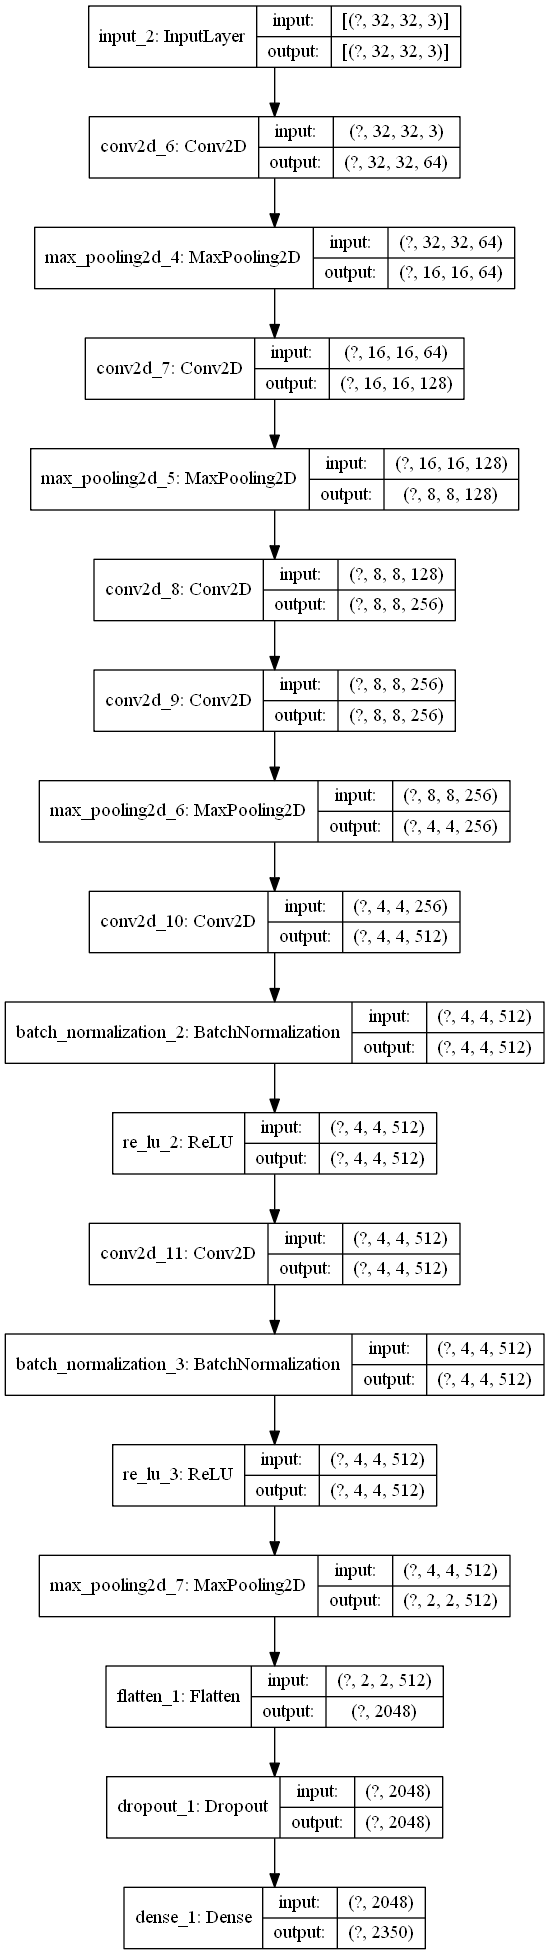 input_2: InputLayer
input: [(?, 32, 32, 3)]
output: [(?, 32, 32, 3)]
conv2d_6: Conv2D
input: (?, 32, 32, 3)
output: (?, 32, 32, 64)
max_pooling2d_4: MaxPooling2D
input: (?, 32, 32, 64)
output: (?, 16, 16, 64)
conv2d_7: Conv2D
input: (?, 16, 16, 64)
output: (?, 16, 16, 128)
max_pooling2d_5: MaxPooling2D
input: (?, 16, 16, 128)
output: (?, 8, 8, 128)
conv2d_8: Conv2D
input: (?, 8, 8, 128)
output: (?, 8, 8, 256)
conv2d_9: Conv2D
input: (?, 8, 8, 256)
output: (?, 8, 8, 256)
max_pooling2d_6: MaxPooling2D
input: (?, 8, 8, 256)
output: (?, 4, 4, 256)
conv2d_10: Conv2D
input: (?, 4, 4, 256)
output: (?, 4, 4, 512)
batch_normalization_2: BatchNormalization
input: (?, 4, 4, 512)
output: (?, 4, 4, 512)
re_lu_2: ReLU
input: (?, 4, 4, 512)
output: (?, 4, 4, 512)
conv2d_11: Conv2D
input: (?, 4, 4, 512)
output: (?, 4, 4, 512)
batch_normalization_3: BatchNormalization
input: (?, 4, 4, 512)
output: (?, 4, 4, 512)
re_lu_3: ReLU
input: (?, 4, 4, 512)
output: (?, 4, 4, 512)
max_pooling2d_7: MaxPooling2D
input: (?, 4, 4, 512)
output: (?, 2, 2, 512)
flatten_1: Flatten
input: (?, 2, 2, 512)
output: (?, 2048)
dropout_1: Dropout
input: (?, 2048)
output: (?, 2048)
dense_1: Dense
input: (?, 2048)
output: (?, 2350)